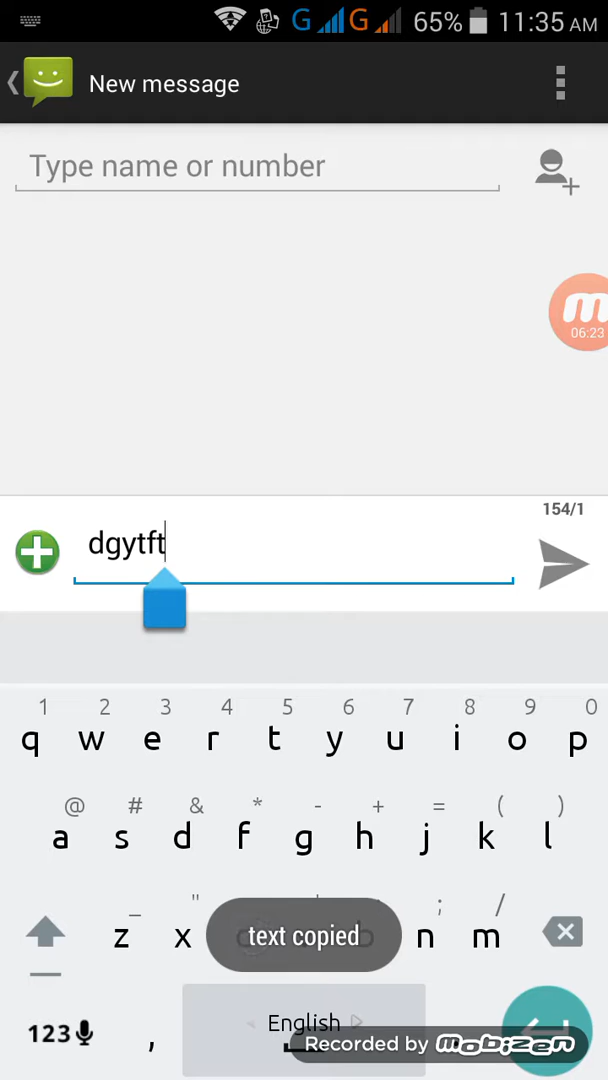 G G 65% 11:35 AM
New message
Type name or number
m
06:23
154/1
dgytft
1 2 3 4 5 6 7 8 9 0
q w e r t y u i o p
@ # & * - + = ( )
a s d f g h j k l
_ " ' ; /
z x b n m
text copied
123 , English
Recorded by mobizen